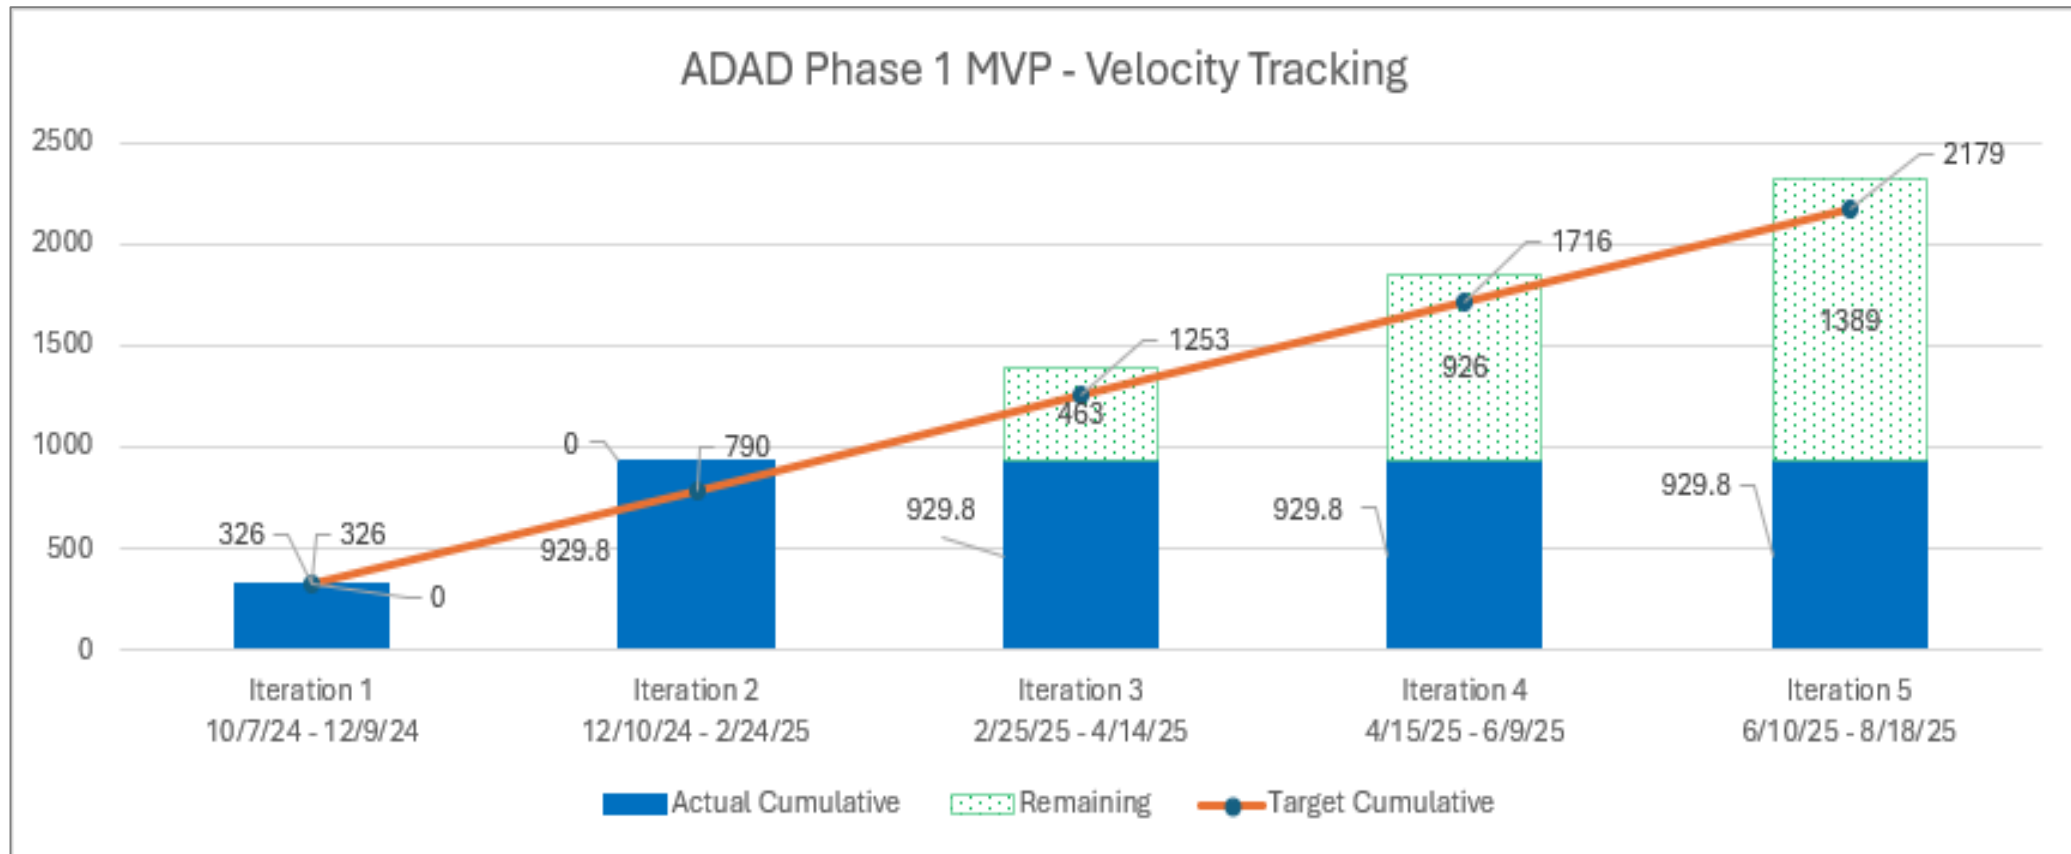 ADAD Phase 1 MVP - Velocity Tracking
2500
2000
1500
1000
500
0
326
326
0
0
790
929.8
1253
463
929.8
1716
926
929.8
2179
1389
929.8
Iteration 1
10/7/24 - 12/9/24
Iteration 2
12/10/24 - 2/24/25
Iteration 3
2/25/25 - 4/14/25
Iteration 4
4/15/25 - 6/9/25
Iteration 5
6/10/25 - 8/18/25
Actual Cumulative
Remaining
Target Cumulative